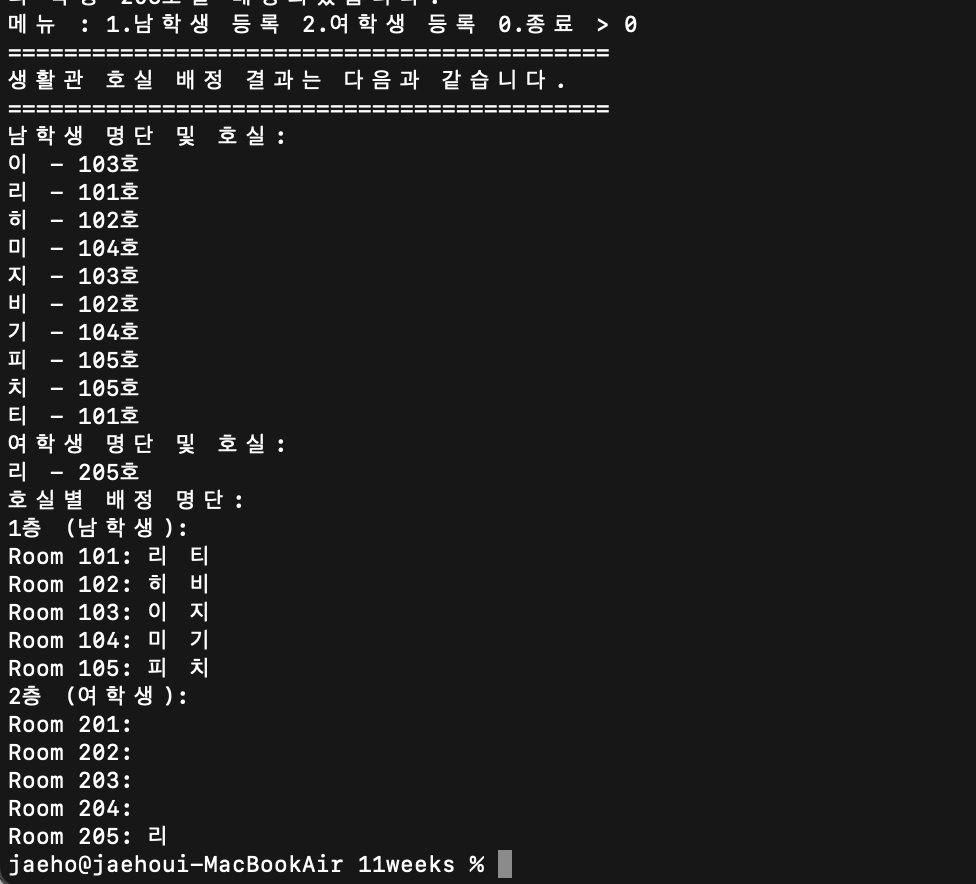 메뉴 : 1.남학생 등록 2.여학생 등록 0.종료 > 0
===========================================
생활관 호실 배정 결과는 다음과 같습니다.
===========================================
남학생 명단 및 호실:
이 - 103호
리 - 101호
히 - 102호
미 - 104호
지 - 103호
비 - 102호
기 - 104호
피 - 105호
치 - 105호
티 - 101호
여학생 명단 및 호실:
리 - 205호
호실별 배정 명단:
1층 (남학생):
Room 101: 리 티
Room 102: 히 비
Room 103: 이 지
Room 104: 미 기
Room 105: 피 치
2층 (여학생):
Room 201:
Room 202:
Room 203:
Room 204:
Room 205: 리
jaeho@jaehoui-MacBookAir 11weeks %